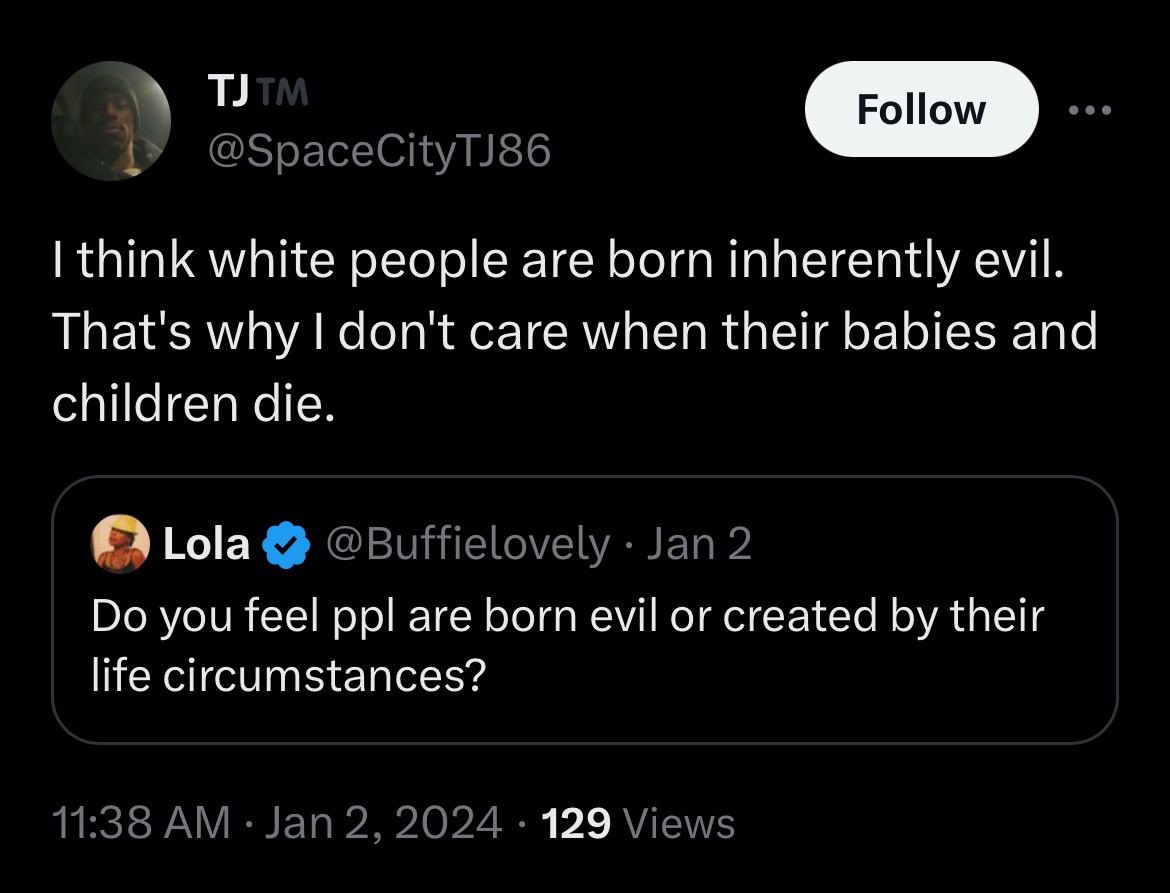 TJ™
@SpaceCityTJ86
Follow
I think white people are born inherently evil.
That's why I don't care when their babies and
children die.
Lola @Buffielovely · Jan 2
Do you feel ppl are born evil or created by their
life circumstances?
11:38 AM · Jan 2, 2024 · 129 Views